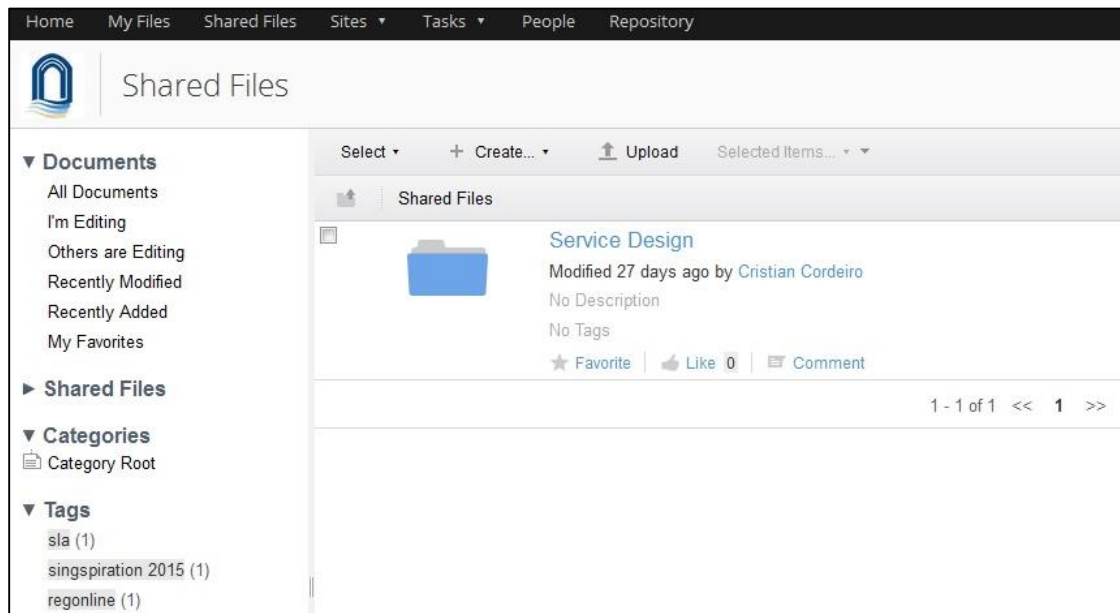 Home My Files Shared Files Sites ▾ Tasks ▾ People Repository
Shared Files
▼ Documents
All Documents
I'm Editing
Others are Editing
Recently Modified
Recently Added
My Favorites
► Shared Files
▼ Categories
Category Root
▼ Tags
sla (1)
singspiration 2015 (1)
regonline (1)
Select ▾ + Create... ▾ Upload Selected Items... ▾
Shared Files
Service Design
Modified 27 days ago by Cristian Cordeiro
No Description
No Tags
Favorite Like 0 Comment
1 - 1 of 1 << 1 >>